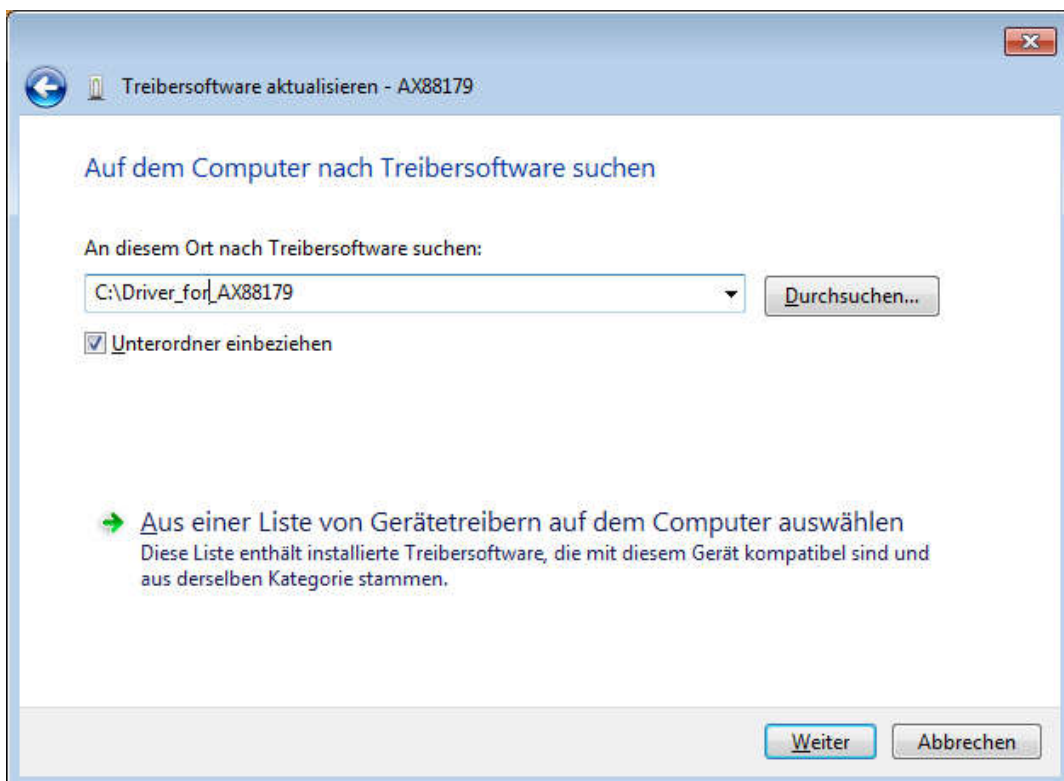 Treibersoftware aktualisieren - AX88179
Auf dem Computer nach Treibersoftware suchen
An diesem Ort nach Treibersoftware suchen:
C:\Driver_for_AX88179
Durchsuchen...
Unterordner einbeziehen
Aus einer Liste von Gerätetreibern auf dem Computer auswählen
Diese Liste enthält installierte Treibersoftware, die mit diesem Gerät kompatibel sind und
aus derselben Kategorie stammen.
Weiter
Abbrechen